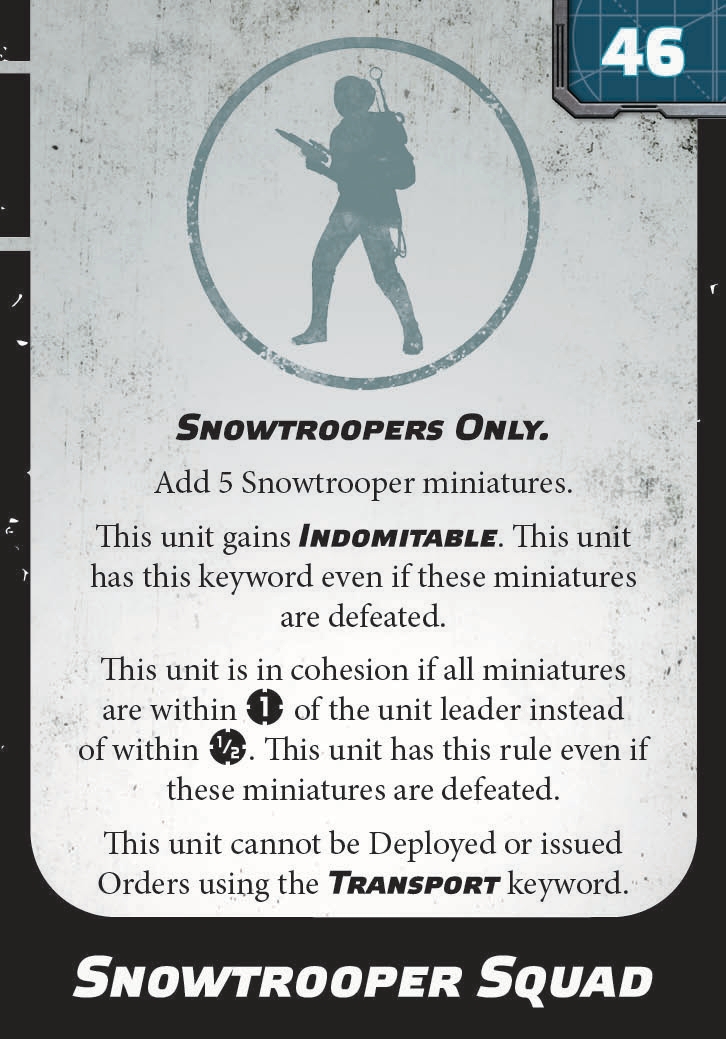 46
SNOWTROOPERS ONLY.
Add 5 Snowtrooper miniatures.
This unit gains INDOMITABLE. This unit
has this keyword even if these miniatures
are defeated.
This unit is in cohesion if all miniatures
are within 1 of the unit leader instead
of within 1/2. This unit has this rule even if
these miniatures are defeated.
This unit cannot be Deployed or issued
Orders using the TRANSPORT keyword.
SNOWTROOPER SQUAD